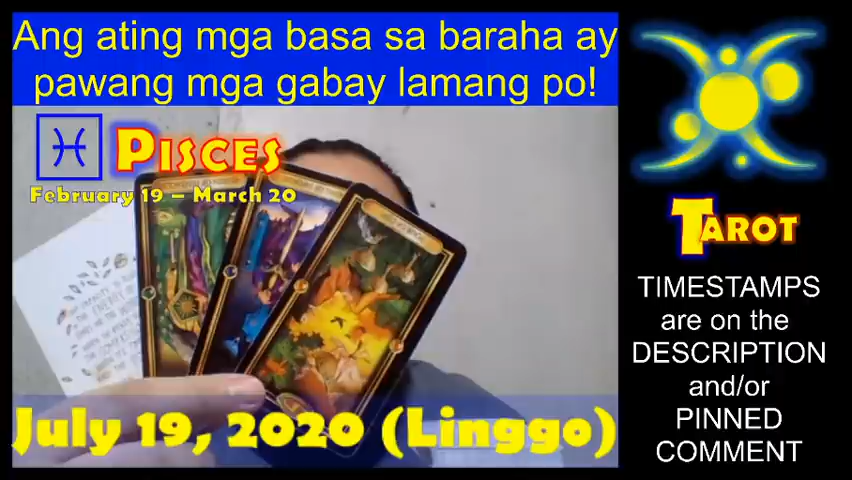 Ang ating mga basa sa baraha ay
pawang mga gabay lamang po!
♓ PISCES
February 19 – March 20
July 19, 2020 (Linggo)
TAROT
TIMESTAMPS
are on the
DESCRIPTION
and/or
PINNED
COMMENT